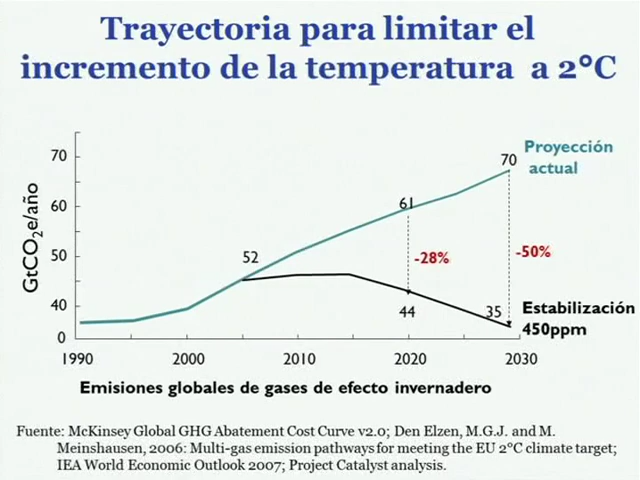 Trayectoria para limitar el
incremento de la temperatura a 2°C
Proyección
actual
70
60
50
40
0
GtCO2e/año
52
61
70
-28%
-50%
44
35
Estabilización
450ppm
1990
2000
2010
2020
2030
Emisiones globales de gases de efecto invernadero
Fuente: McKinsey Global GHG Abatement Cost Curve v2.0; Den Elzen, M.G.J. and M.
Meinshausen, 2006: Multi-gas emission pathways for meeting the EU 2°C climate target;
IEA World Economic Outlook 2007; Project Catalyst analysis.